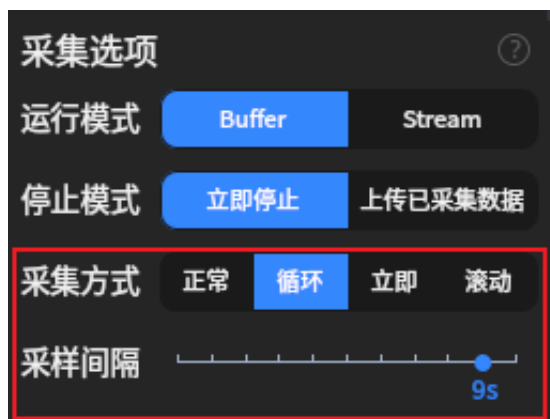 采集选项 ?
运行模式 Buffer Stream
停止模式 立即停止 上传已采集数据
采集方式 正常 循环 立即 滚动
采样间隔
9s